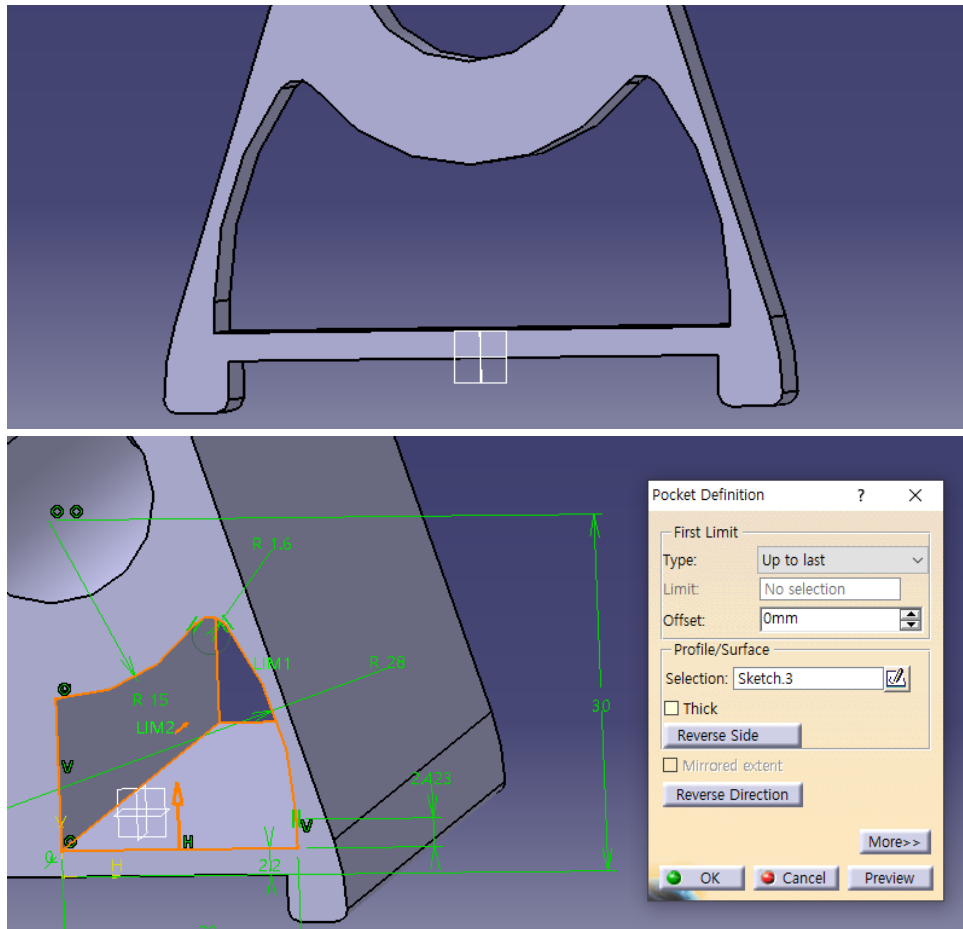 Pocket Definition ? X
First Limit
Type: Up to last
Limit: No selection
Offset: 0mm
Profile/Surface
Selection: Sketch.3
Thick
Reverse Side
Mirrored extent
Reverse Direction
More>>
OK Cancel Preview
R 1.6
LIM1
R 28
R 15
LIM2
30
V
2.423
V
H
2.2
H